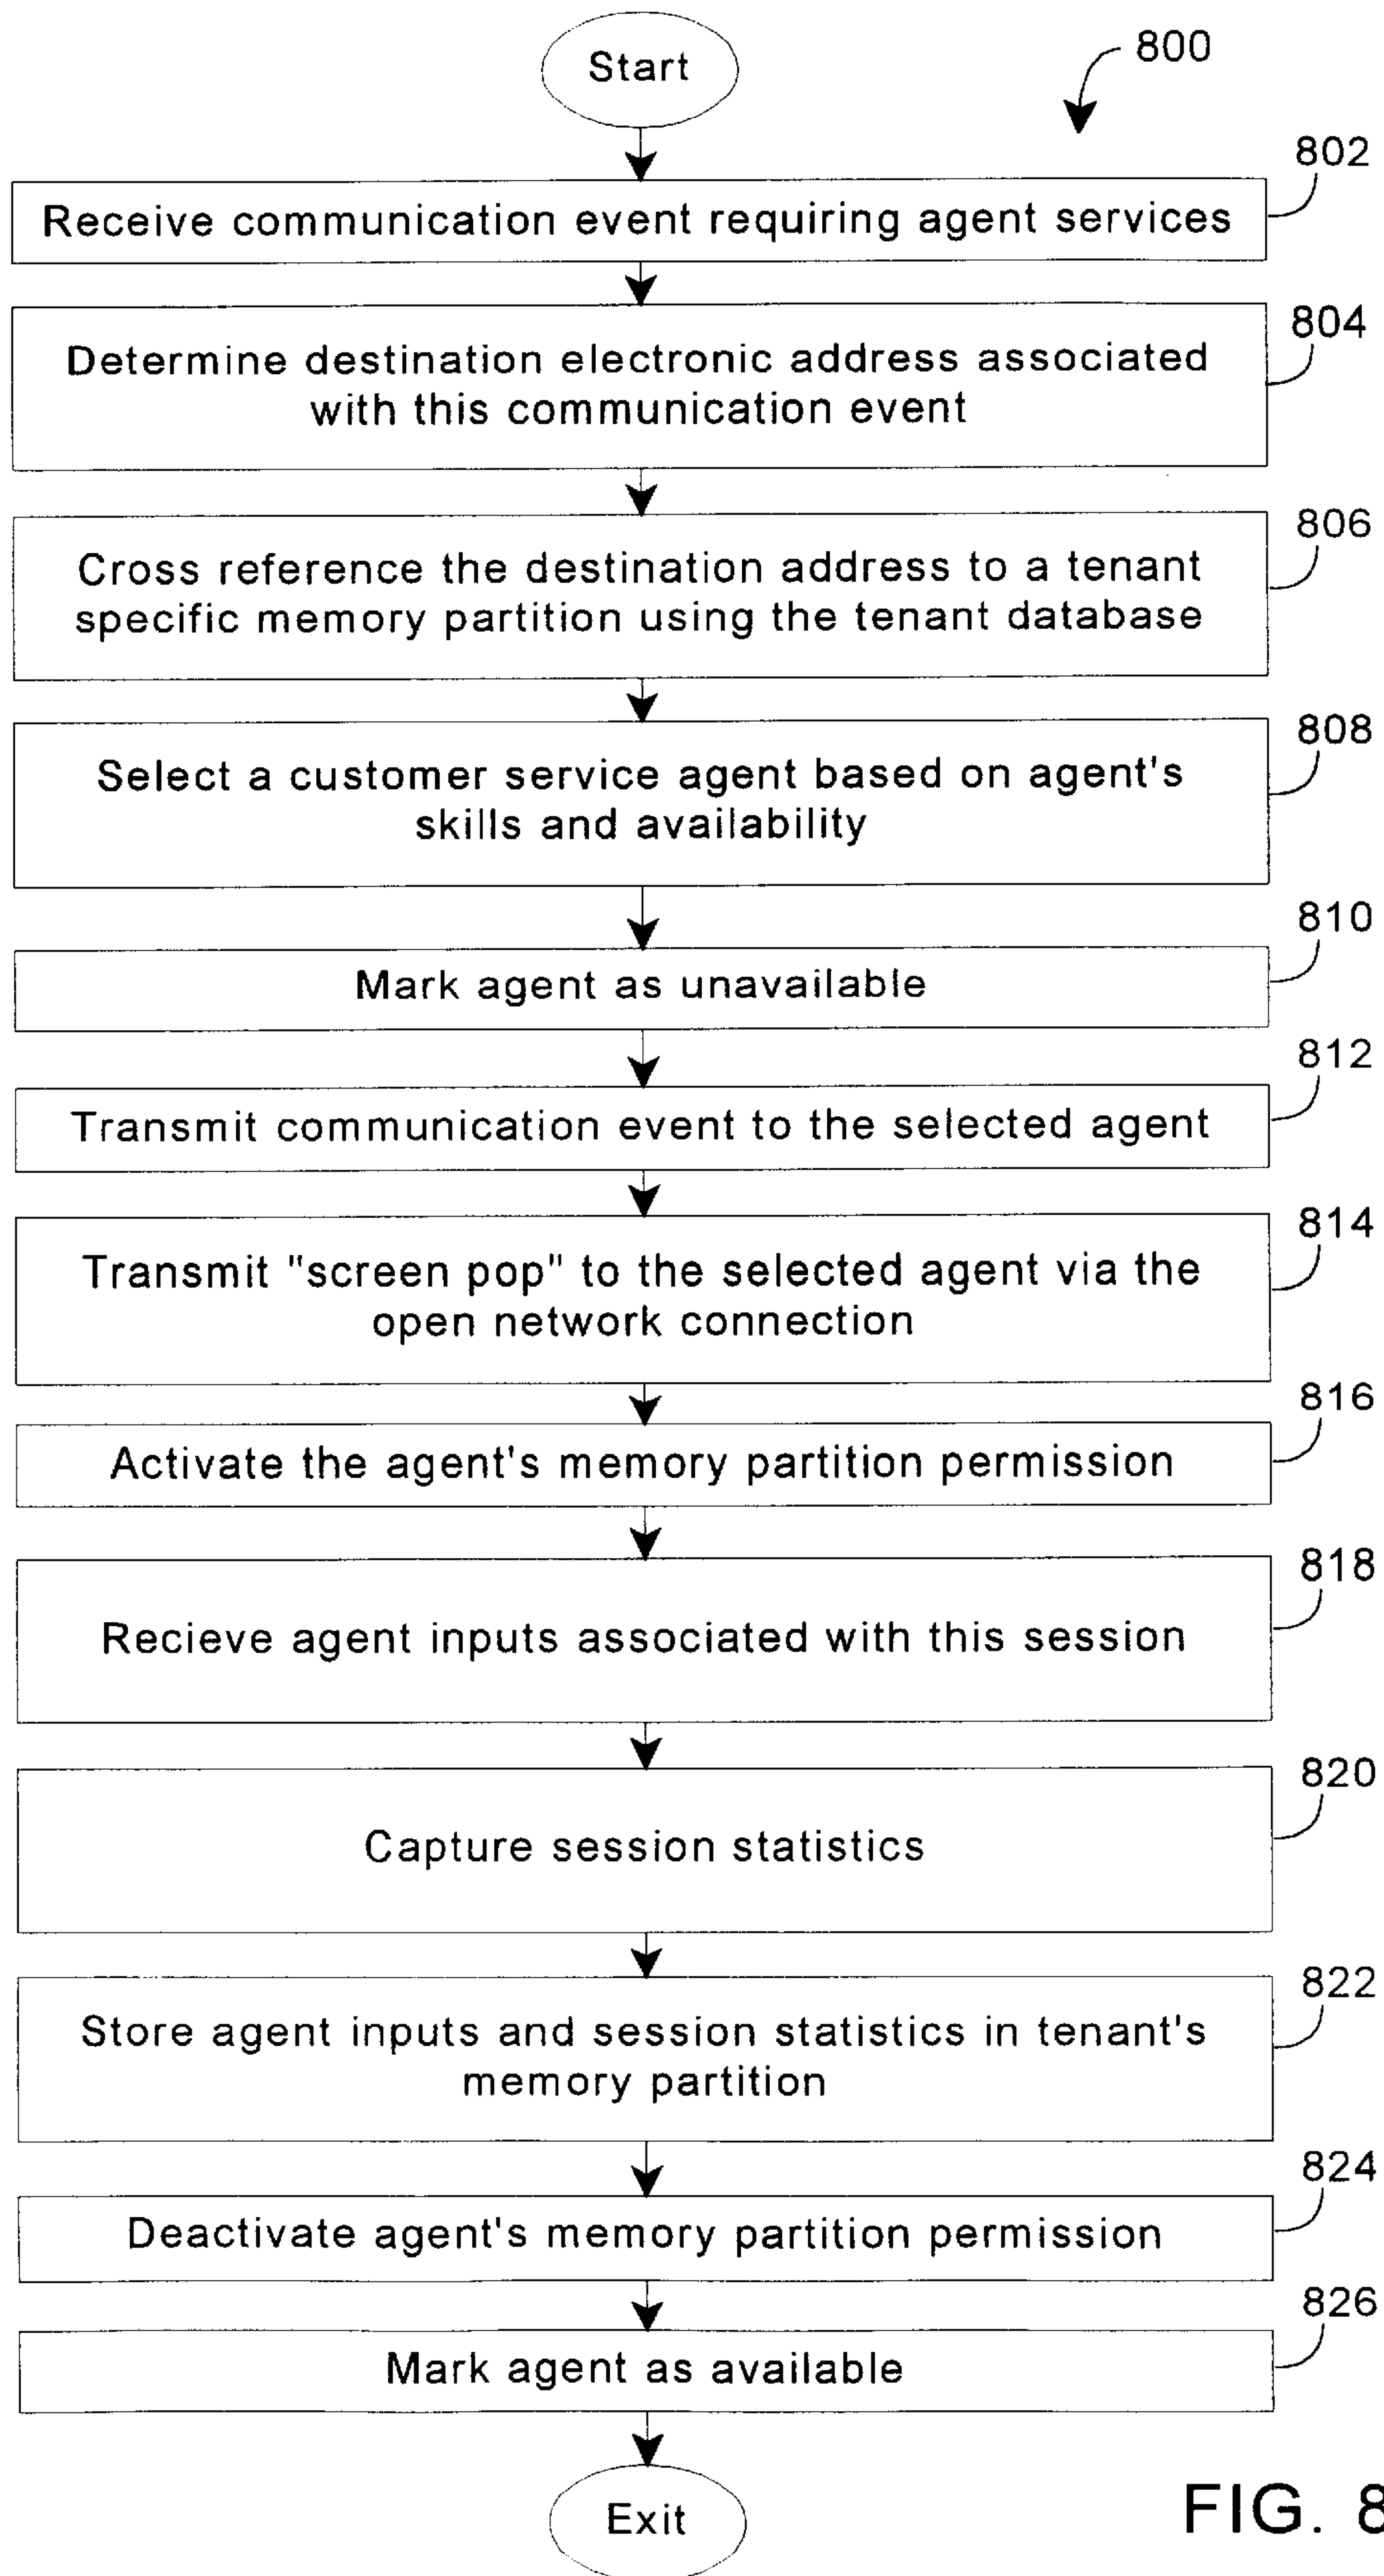 Start
800
802
Receive communication event requiring agent services
804
Determine destination electronic address associated
with this communication event
806
Cross reference the destination address to a tenant
specific memory partition using the tenant database
808
Select a customer service agent based on agent's
skills and availability
810
Mark agent as unavailable
812
Transmit communication event to the selected agent
814
Transmit "screen pop" to the selected agent via the
open network connection
816
Activate the agent's memory partition permission
818
Recieve agent inputs associated with this session
820
Capture session statistics
822
Store agent inputs and session statistics in tenant's
memory partition
824
Deactivate agent's memory partition permission
826
Mark agent as available
Exit
FIG. 8